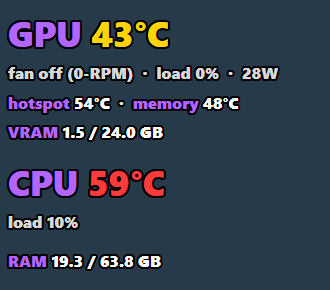 GPU 43°C
fan off (0-RPM) · load 0% · 28W
hotspot 54°C · memory 48°C
VRAM 1.5 / 24.0 GB
CPU 59°C
load 10%
RAM 19.3 / 63.8 GB